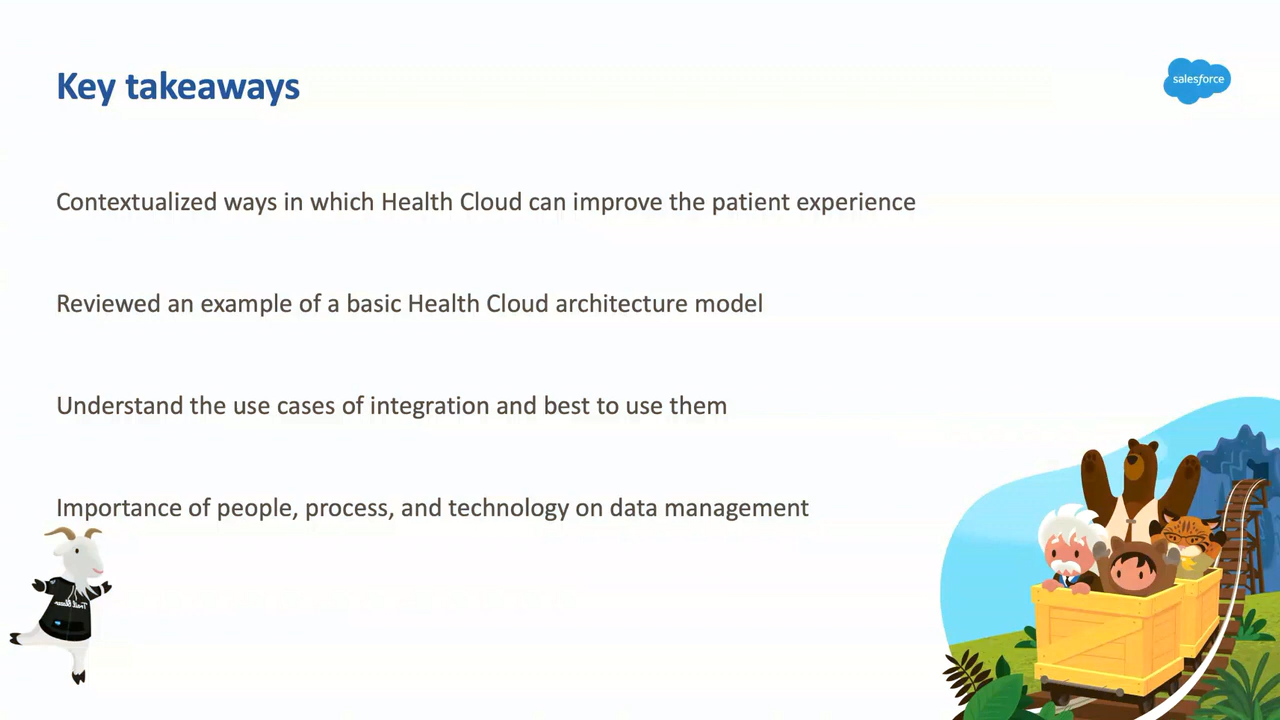 Key takeaways
salesforce
Contextualized ways in which Health Cloud can improve the patient experience
Reviewed an example of a basic Health Cloud architecture model
Understand the use cases of integration and best to use them
Importance of people, process, and technology on data management